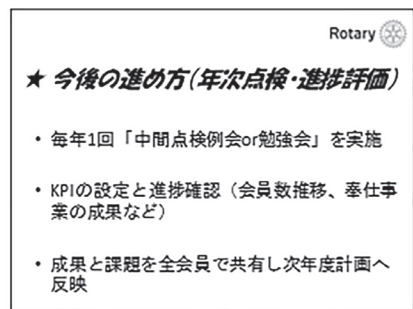 Rotary
★ 今後の進め方(年次点検・進捗評価)
• 毎年1回「中間点検例会or勉強会」を実施
• KPIの設定と進捗確認（会員数推移、奉仕事
業の成果など）
• 成果と課題を全会員で共有し次年度計画へ
反映